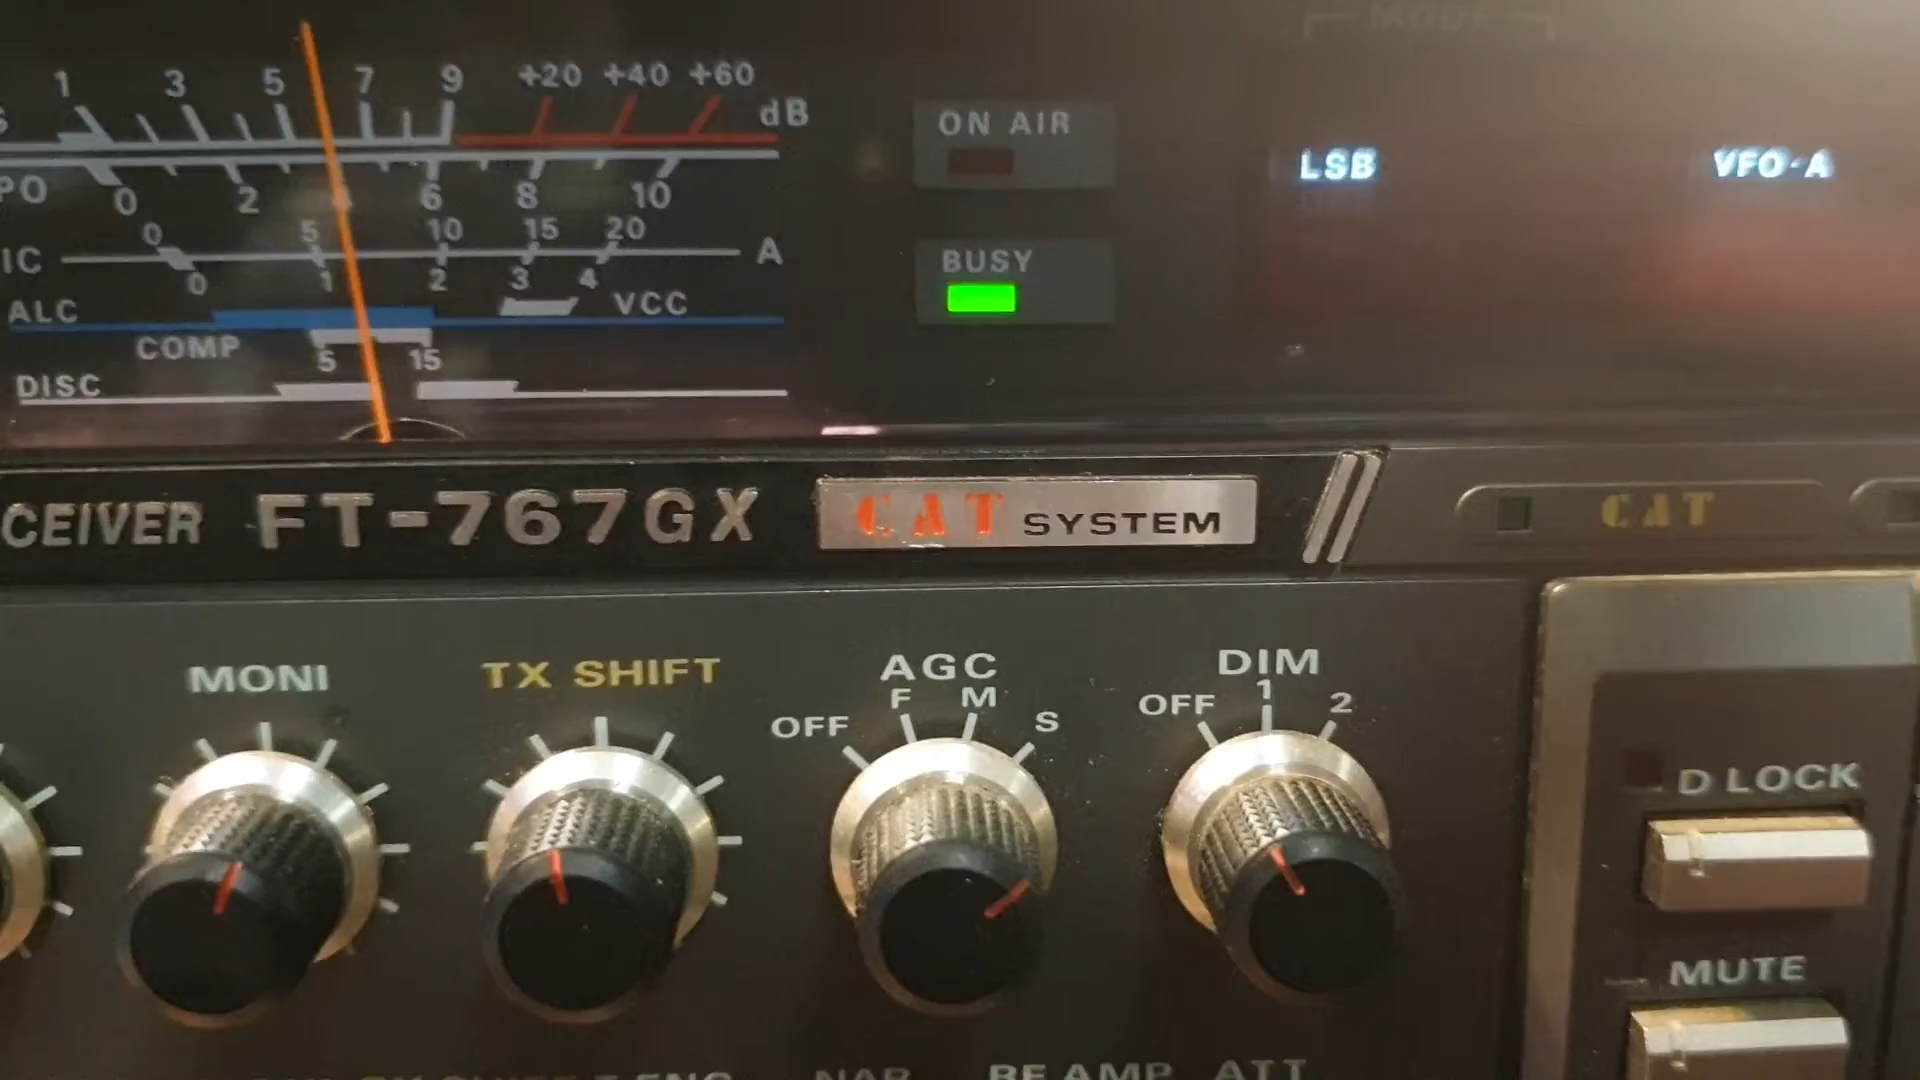 1 3 5 7 9 +20 +40 +60
dB
PO 0 2 6 8 10
0 5 10 15 20
IC A
0 1 2 3 4
ALC VCC
COMP 5 15
DISC
ON AIR
BUSY
MODE
LSB VFO-A
CEIVER FT-767GX CAT SYSTEM CAT
MONI TX SHIFT AGC DIM
OFF F M S OFF 1 2
D LOCK
MUTE
NAR RF AMP ATT